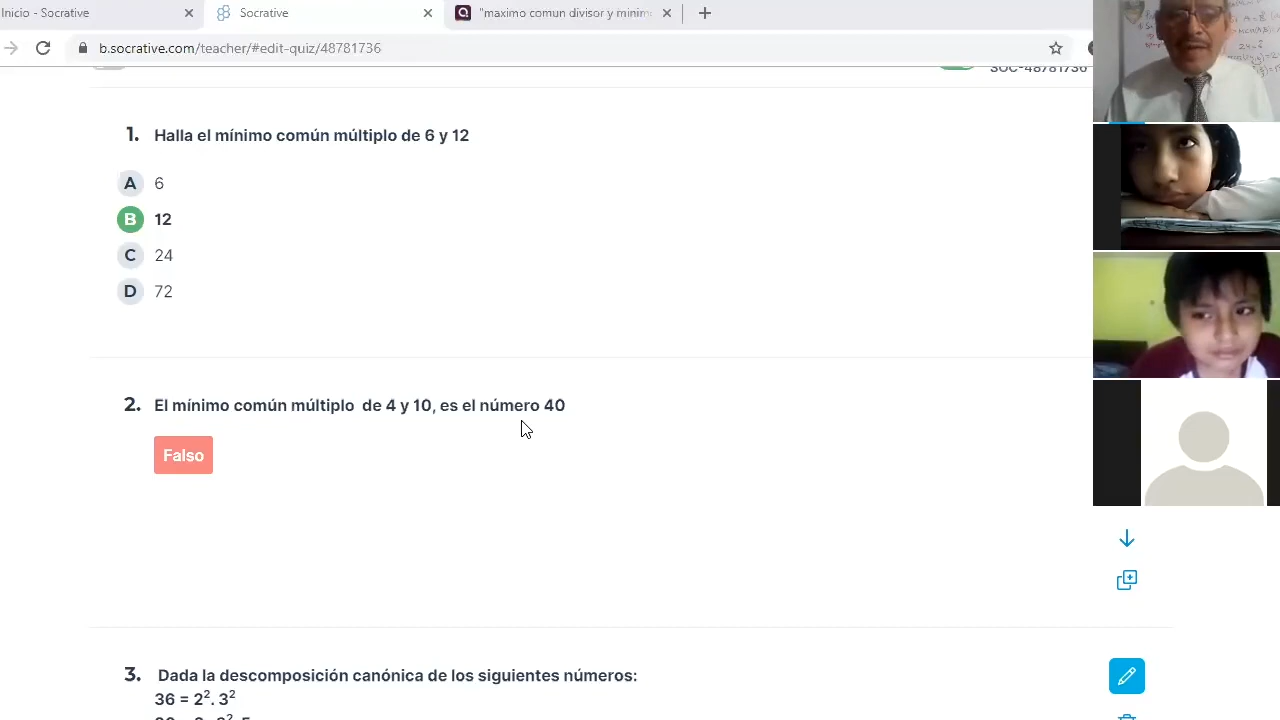 Inicio - Socrative
Socrative
"maximo comun divisor y minim
b.socrative.com/teacher/#edit-quiz/48781736
SOC-48781736
1. Halla el mínimo común múltiplo de 6 y 12
A 6
B 12
C 24
D 72
2. El mínimo común múltiplo de 4 y 10, es el número 40
Falso
3. Dada la descomposición canónica de los siguientes números:
36 = 2². 3²